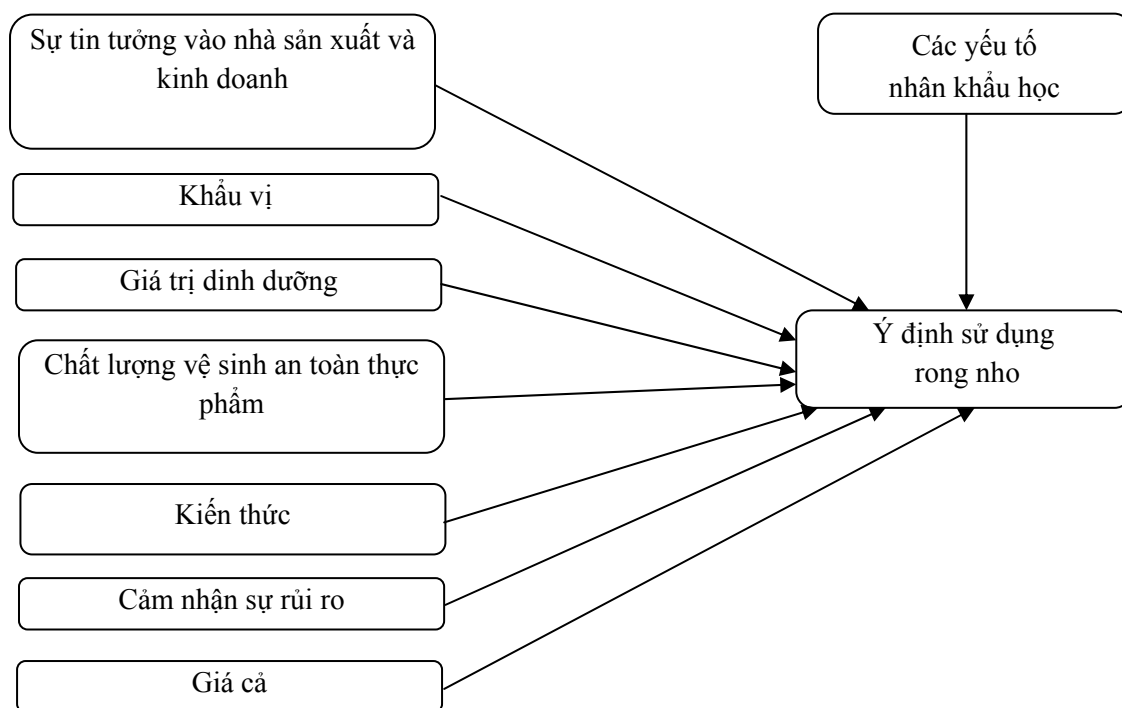 Sự tin tưởng vào nhà sản xuất và
kinh doanh
Các yếu tố
nhân khẩu học
Khẩu vị
Giá trị dinh dưỡng
Ý định sử dụng
rong nho
Chất lượng vệ sinh an toàn thực
phẩm
Kiến thức
Cảm nhận sự rủi ro
Giá cả